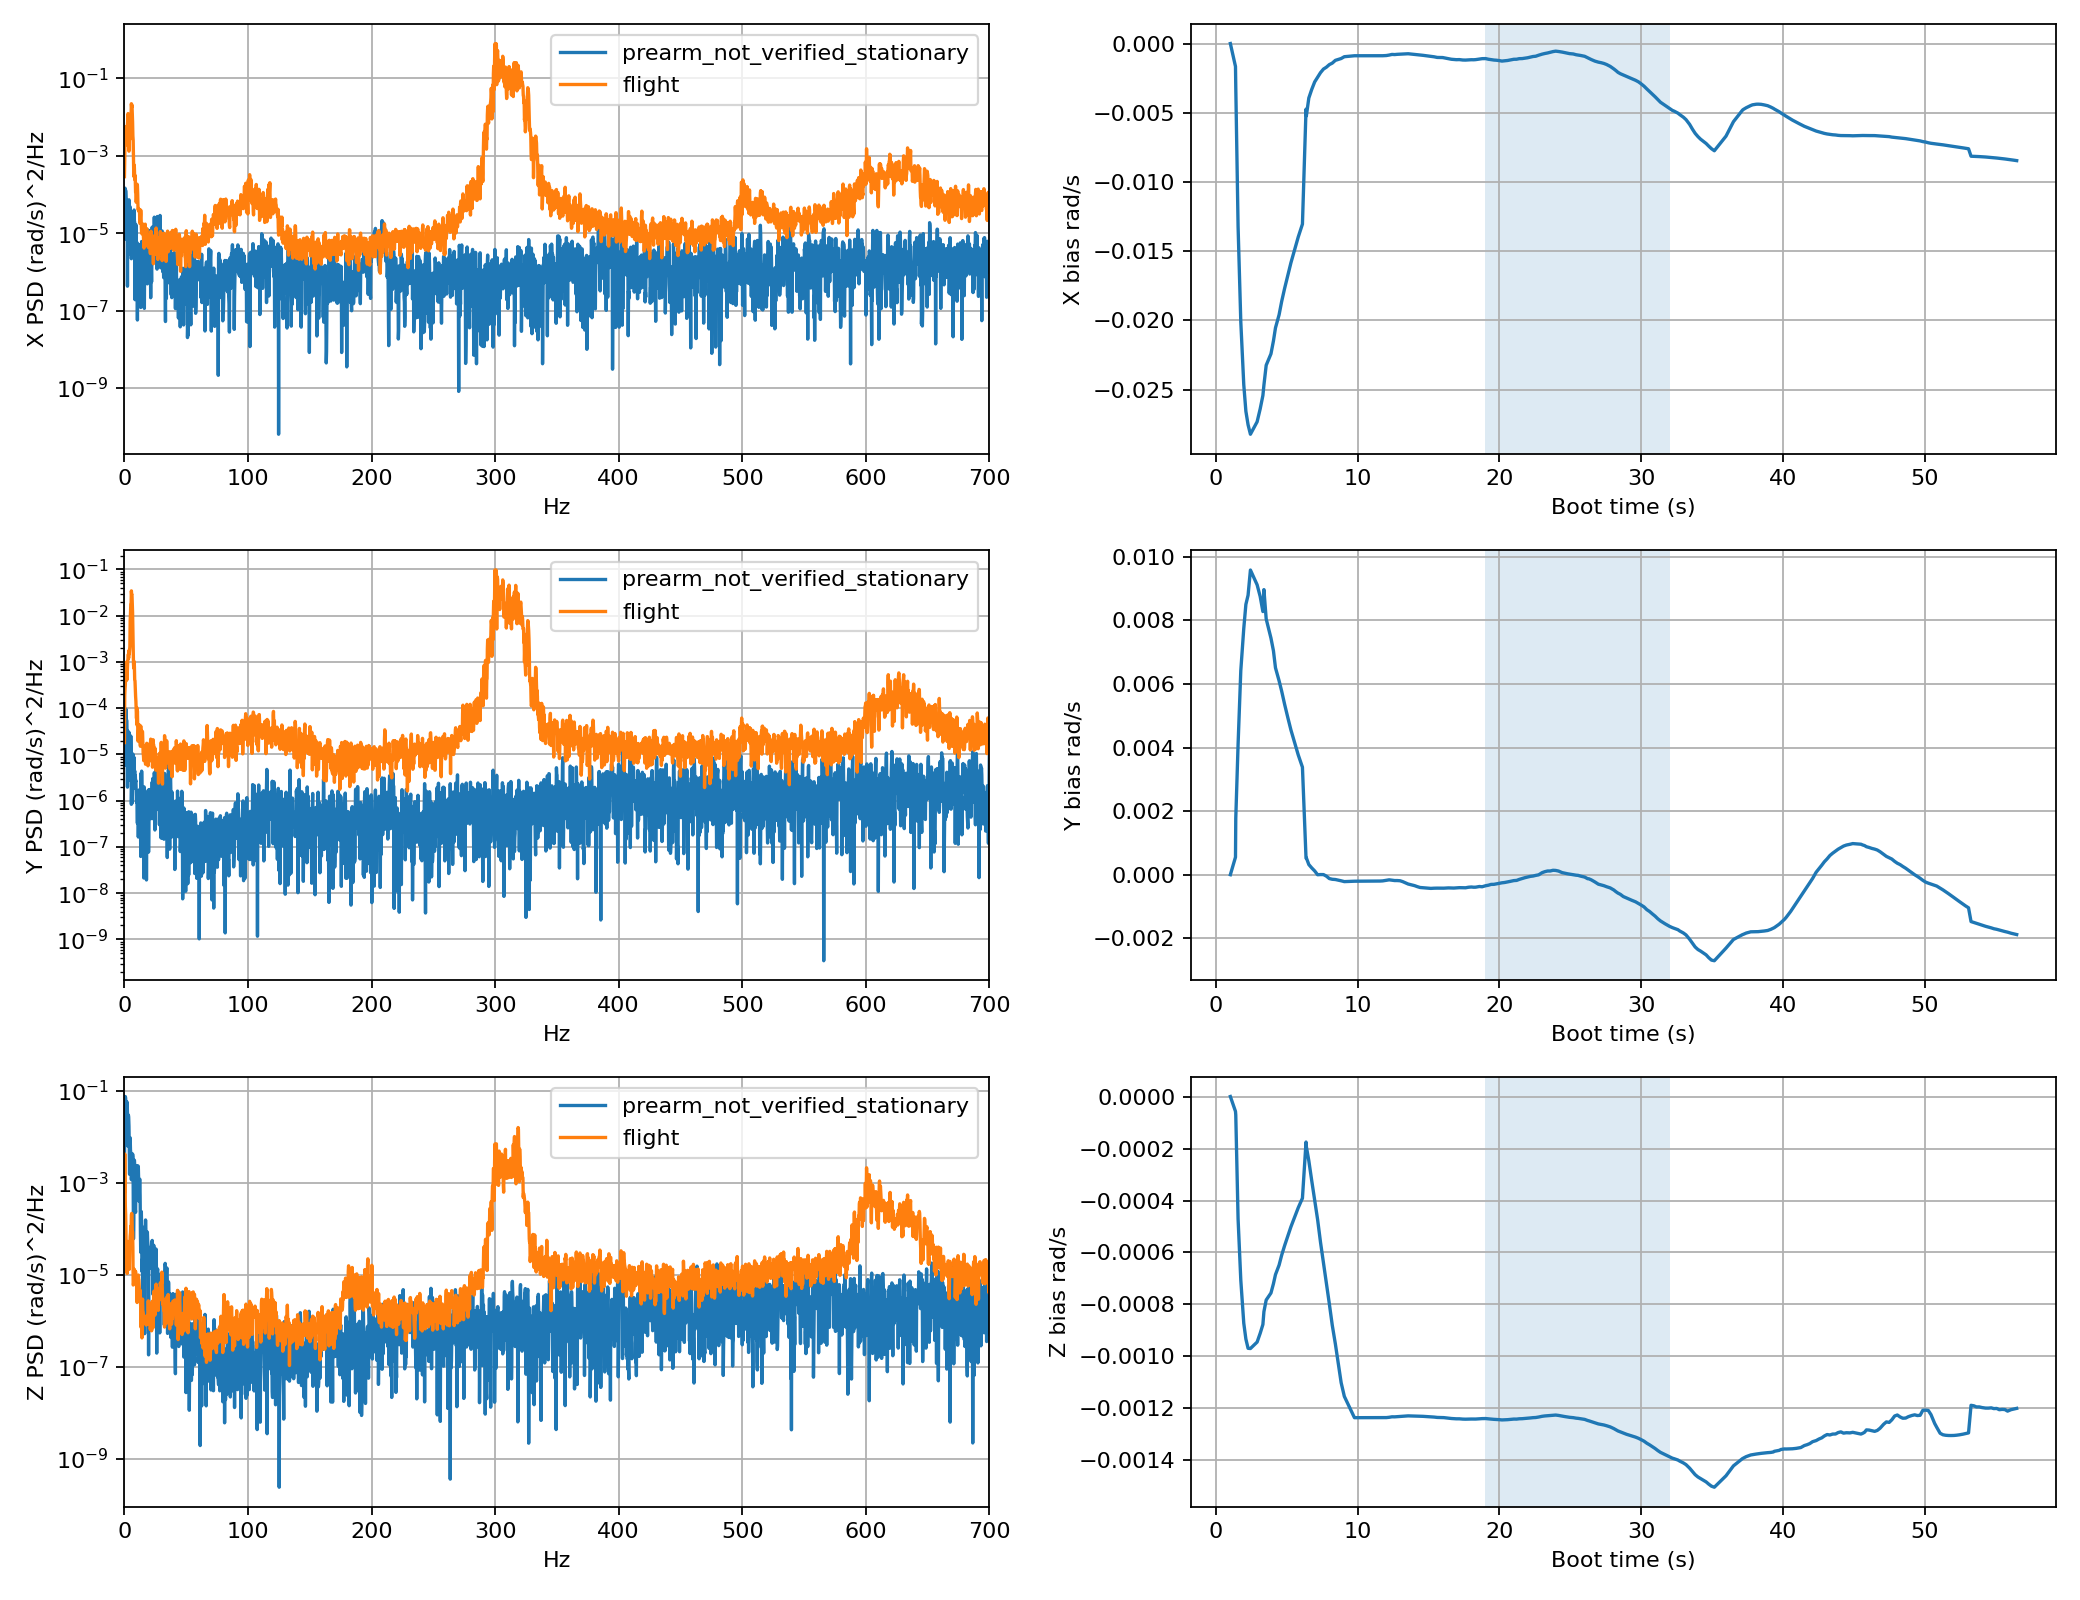 X PSD (rad/s)^2/Hz
10⁻¹
10⁻³
10⁻⁵
10⁻⁷
10⁻⁹
prearm_not_verified_stationary
flight
0 100 200 300 400 500 600 700
Hz
X bias rad/s
0.000
−0.005
−0.010
−0.015
−0.020
−0.025
0 10 20 30 40 50
Boot time (s)
Y PSD (rad/s)^2/Hz
10⁻¹
10⁻²
10⁻³
10⁻⁴
10⁻⁵
10⁻⁶
10⁻⁷
10⁻⁸
10⁻⁹
prearm_not_verified_stationary
flight
0 100 200 300 400 500 600 700
Hz
Y bias rad/s
0.010
0.008
0.006
0.004
0.002
0.000
−0.002
0 10 20 30 40 50
Boot time (s)
Z PSD (rad/s)^2/Hz
10⁻¹
10⁻³
10⁻⁵
10⁻⁷
10⁻⁹
prearm_not_verified_stationary
flight
0 100 200 300 400 500 600 700
Hz
Z bias rad/s
0.0000
−0.0002
−0.0004
−0.0006
−0.0008
−0.0010
−0.0012
−0.0014
0 10 20 30 40 50
Boot time (s)